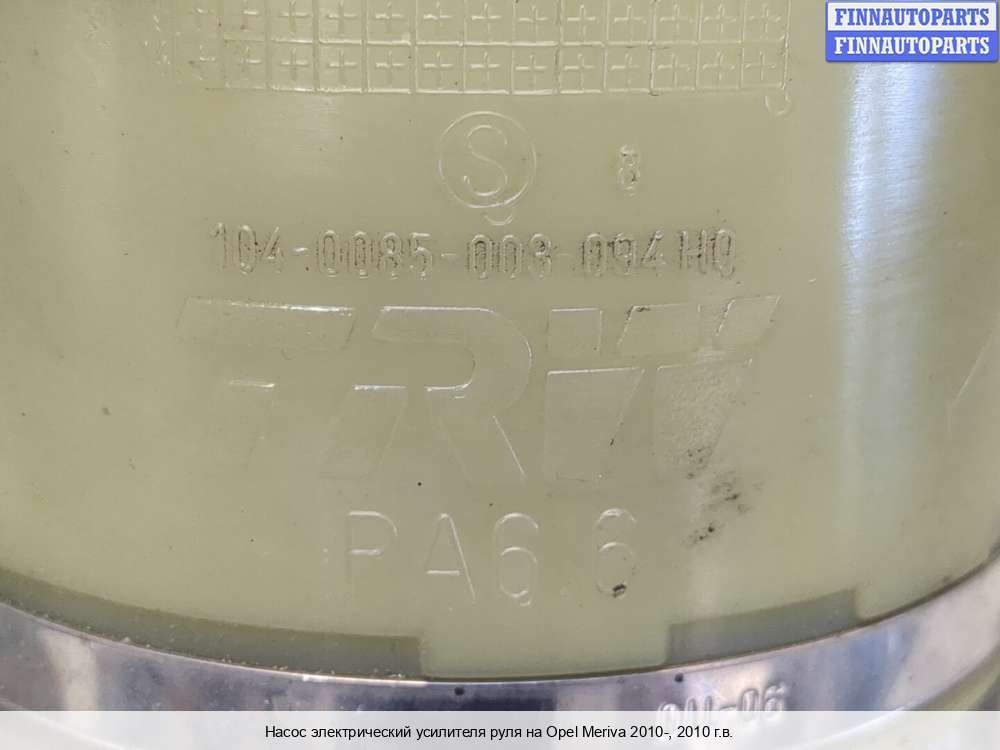 FINNAUTOPARTS
FINNAUTOPARTS
S
8
104-0085-003-094 HQ
TRW
PA6 6
Насос электрический усилителя руля на Opel Meriva 2010-, 2010 г.в.